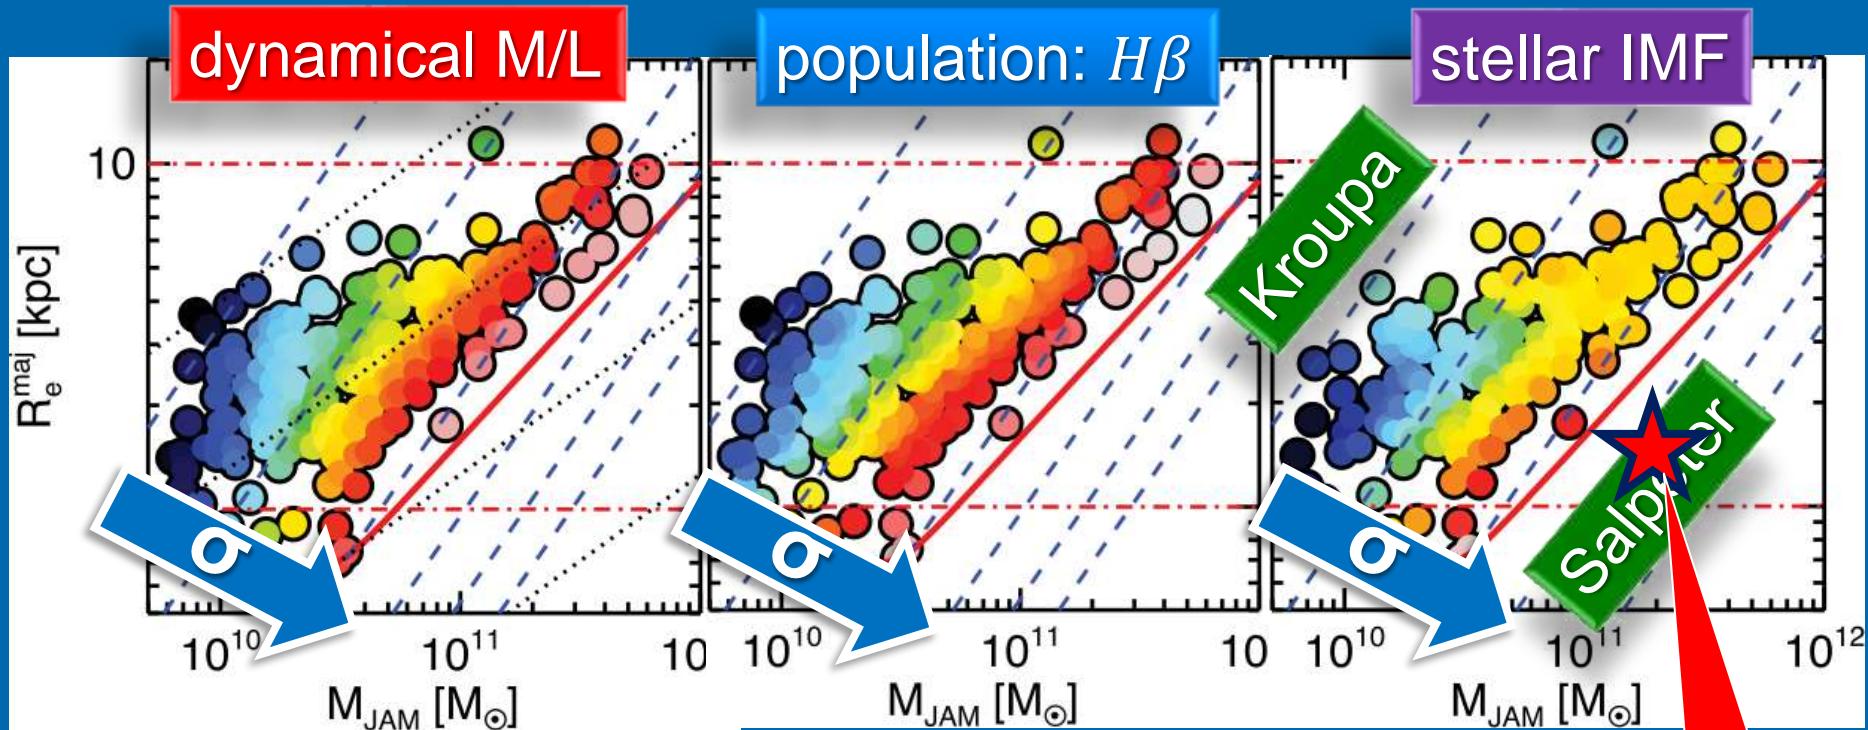 dynamical M/L
population: Hβ
stellar IMF
10
R_e^maj [kpc]
Kroupa
Salpeter
σ
σ
σ
10^10
10^11
10
10^10
10^11
10
10^10
10^11
10^12
M_JAM [M_⊙]
M_JAM [M_⊙]
M_JAM [M_⊙]